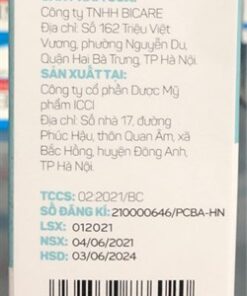 Công ty TNHH BICARE
Địa chỉ: Số 162 Triệu Việt
Vương, phường Nguyễn Du,
Quận Hai Bà Trưng, TP Hà Nội.
SẢN XUẤT TẠI:
Công ty cổ phần Dược Mỹ
phẩm ICCI
Địa chỉ: Số nhà 17, đường
Phúc Hậu, thôn Quan Âm, xã
Bắc Hồng, huyện Đông Anh,
TP Hà Nội.
TCCS: 02:2021/BC
SỐ ĐĂNG KÍ: 210000646/PCBA-HN
LSX: 012021
NSX: 04/06/2021
HSD: 03/06/2024